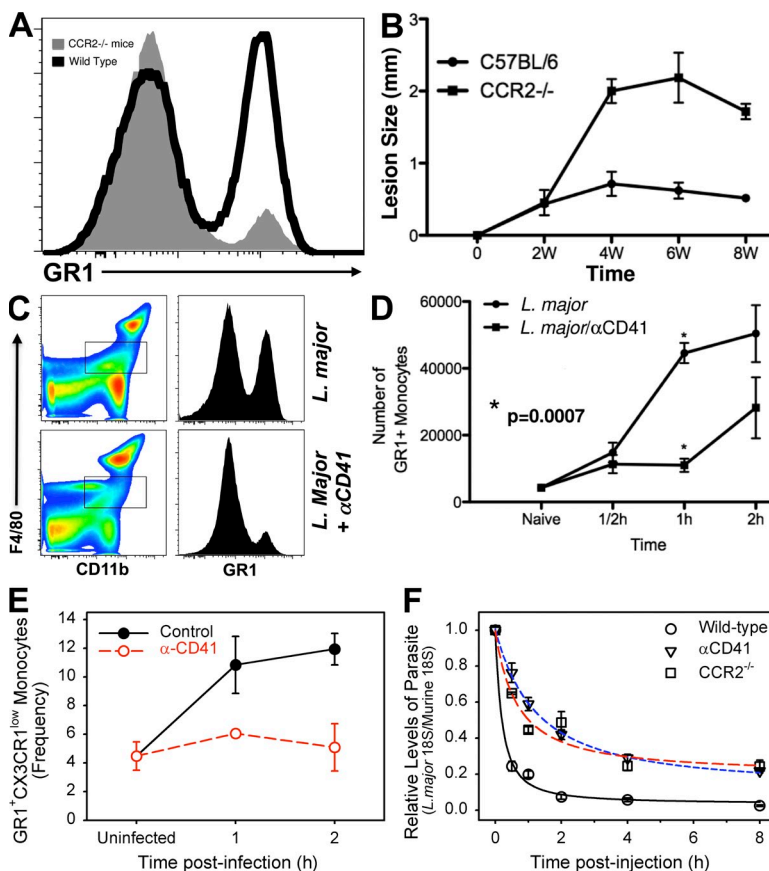 A
CCR2-/- mice
Wild Type
GR1
B
Lesion Size (mm)
3
2
1
0
C57BL/6
CCR2-/-
0 2W 4W 6W 8W
Time
C
F4/80
CD11b
GR1
L. major
L. Major
+ αCD41
D
Number of
GR1+ Monocytes
60000
40000
20000
0
L. major
L. major/αCD41
*
*
* p=0.0007
Naive 1/2h 1h 2h
Time
E
GR1+CX3CR1low Monocytes
(Frequency)
14
12
10
8
6
4
2
0
Control
α-CD41
Uninfected 1 2
Time post-infection (h)
F
Relative Levels of Parasite
(L.major 18S/Murine 18S)
1.0
0.8
0.6
0.4
0.2
0.0
Wild-type
αCD41
CCR2-/-
0 2 4 6 8
Time post-injection (h)